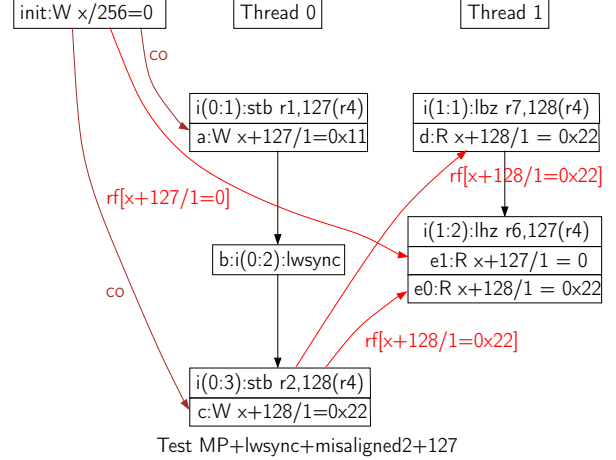 init:W x/256=0
Thread 0
Thread 1
co
i(0:1):stb r1,127(r4)
a:W x+127/1=0x11
i(1:1):lbz r7,128(r4)
d:R x+128/1 = 0x22
rf[x+128/1=0x22]
rf[x+127/1=0]
i(1:2):lhz r6,127(r4)
e1:R x+127/1 = 0
e0:R x+128/1 = 0x22
b:i(0:2):lwsync
co
rf[x+128/1=0x22]
i(0:3):stb r2,128(r4)
c:W x+128/1=0x22
Test MP+lwsync+misaligned2+127